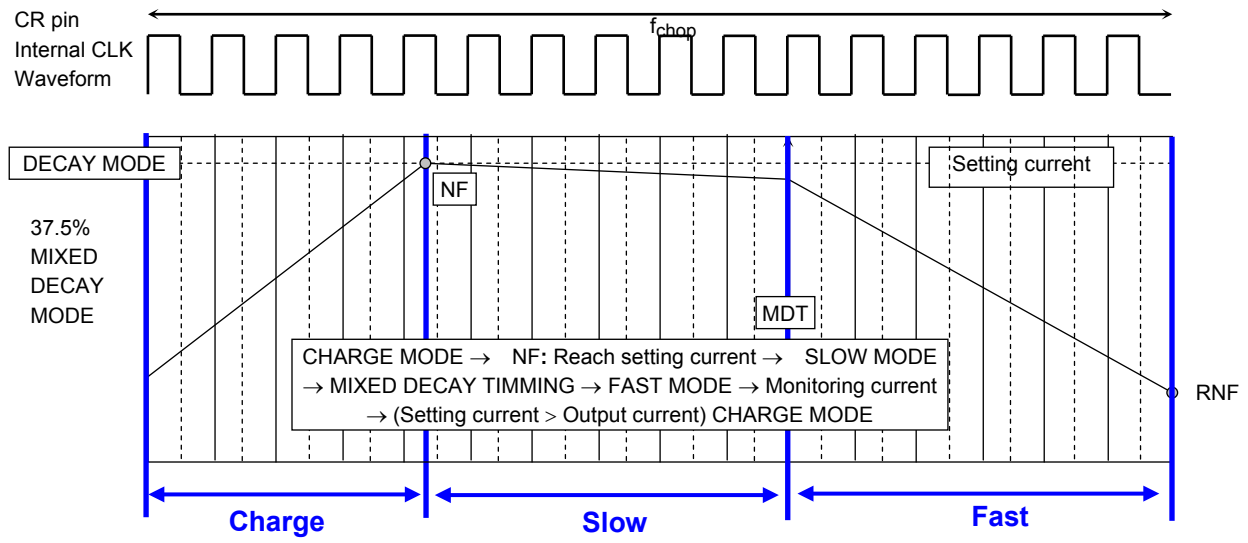 CR pin
Internal CLK
Waveform
fchop
DECAY MODE
NF
Setting current
37.5%
MIXED
DECAY
MODE
MDT
CHARGE MODE → NF: Reach setting current → SLOW MODE
→ MIXED DECAY TIMMING → FAST MODE → Monitoring current
→ (Setting current > Output current) CHARGE MODE
RNF
Charge
Slow
Fast